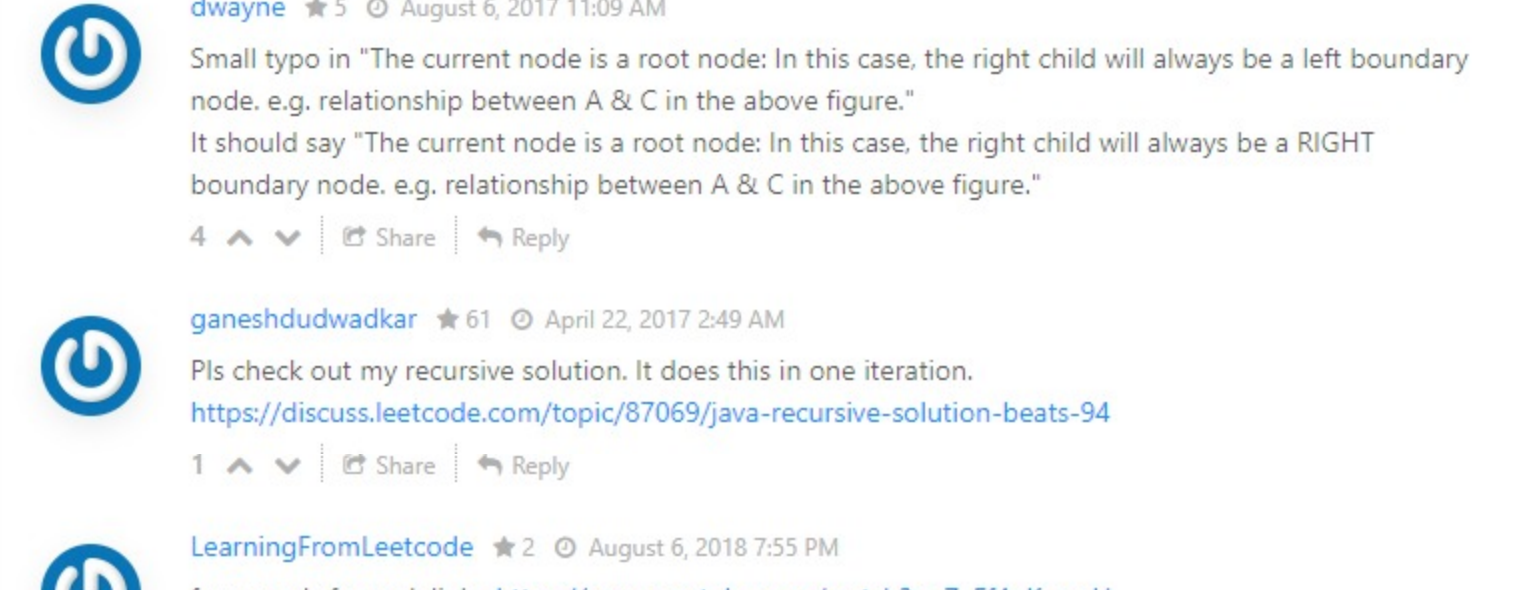 dwayne ★ 5 August 6, 2017 11:09 AM
Small typo in "The current node is a root node: In this case, the right child will always be a left boundary
node. e.g. relationship between A & C in the above figure."
It should say "The current node is a root node: In this case, the right child will always be a RIGHT
boundary node. e.g. relationship between A & C in the above figure."
4 Share Reply
ganeshdudwadkar ★ 61 April 22, 2017 2:49 AM
Pls check out my recursive solution. It does this in one iteration.
https://discuss.leetcode.com/topic/87069/java-recursive-solution-beats-94
1 Share Reply
LearningFromLeetcode ★ 2 August 6, 2018 7:55 PM